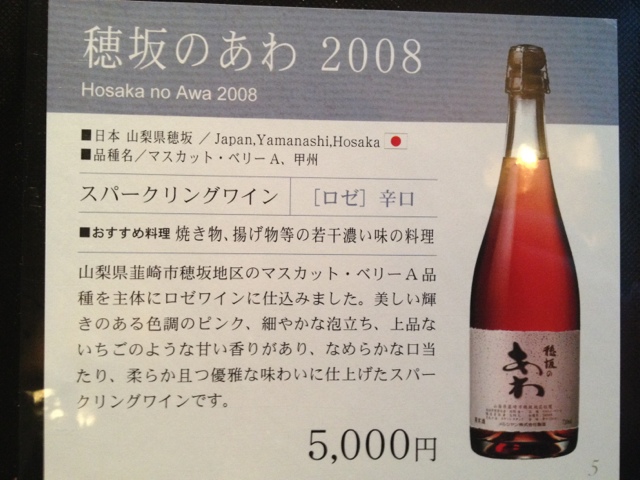 穂坂のあわ 2008
Hosaka no Awa 2008
■日本 山梨県穂坂 ／ Japan,Yamanashi,Hosaka
■品種名／マスカット・ベリーA、甲州
スパークリングワイン ［ロゼ］辛口
■おすすめ料理 焼き物、揚げ物等の若干濃い味の料理
山梨県韮崎市穂坂地区のマスカット・ベリーA品
種を主体にロゼワインに仕込みました。美しい輝
きのある色調のピンク、細やかな泡立ち、上品な
いちごのような甘い香りがあり、なめらかな口当
たり、柔らか且つ優雅な味わいに仕上げたスパー
クリングワインです。
5,000円
穂坂の
あわ
5